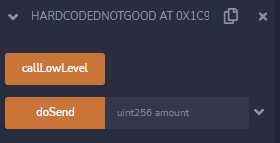 HARDCODEDNOTGOOD AT 0X1C9
callLowLevel
doSend uint256 amount